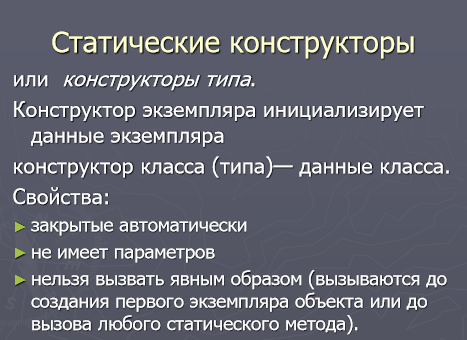 Статические конструкторы
или конструкторы типа.
Конструктор экземпляра инициализирует
данные экземпляра
конструктор класса (типа)— данные класса.
Свойства:
► закрытые автоматически
► не имеет параметров
► нельзя вызвать явным образом (вызываются до
создания первого экземпляра объекта или до
вызова любого статического метода).